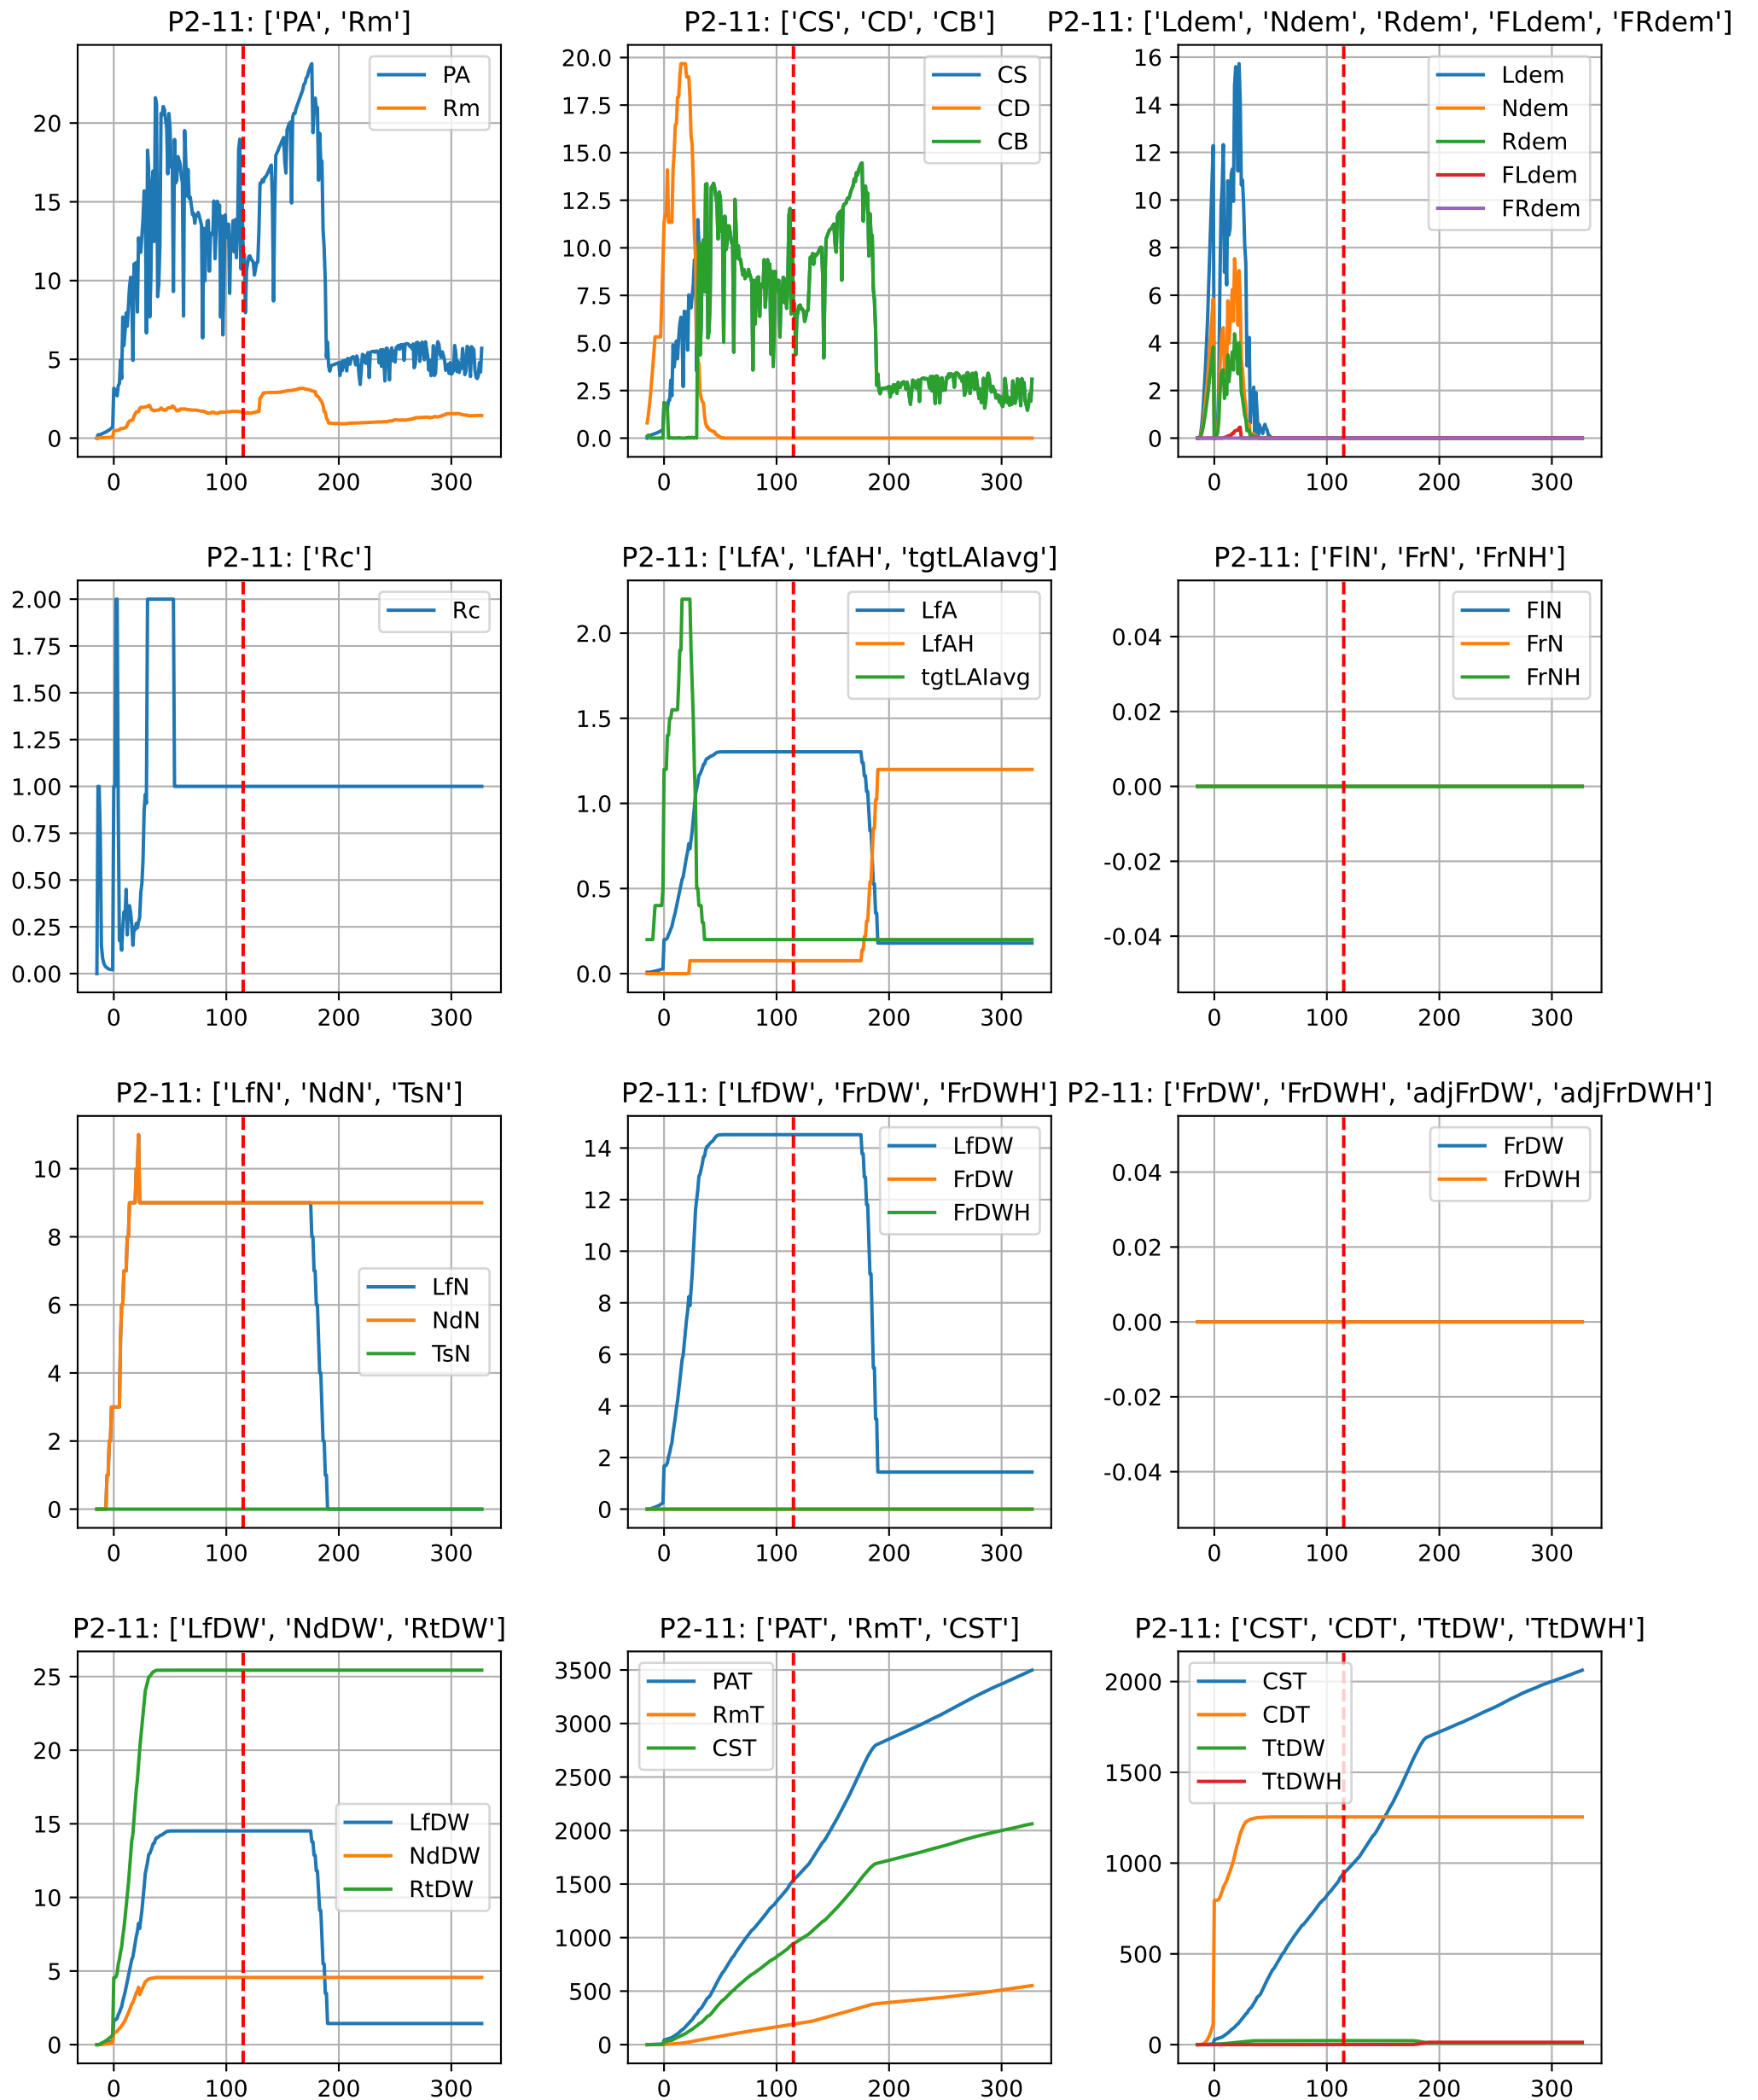 P2-11: ['PA', 'Rm']
PA
Rm
20
15
10
5
0
0 100 200 300
P2-11: ['CS', 'CD', 'CB']
CS
CD
CB
20.0
17.5
15.0
12.5
10.0
7.5
5.0
2.5
0.0
0 100 200 300
P2-11: ['Ldem', 'Ndem', 'Rdem', 'FLdem', 'FRdem']
Ldem
Ndem
Rdem
FLdem
FRdem
16
14
12
10
8
6
4
2
0
0 100 200 300
P2-11: ['Rc']
Rc
2.00
1.75
1.50
1.25
1.00
0.75
0.50
0.25
0.00
0 100 200 300
P2-11: ['LfA', 'LfAH', 'tgtLAIavg']
LfA
LfAH
tgtLAIavg
2.0
1.5
1.0
0.5
0.0
0 100 200 300
P2-11: ['FlN', 'FrN', 'FrNH']
FlN
FrN
FrNH
0.04
0.02
0.00
-0.02
-0.04
0 100 200 300
P2-11: ['LfN', 'NdN', 'TsN']
LfN
NdN
TsN
10
8
6
4
2
0
0 100 200 300
P2-11: ['LfDW', 'FrDW', 'FrDWH']
LfDW
FrDW
FrDWH
14
12
10
8
6
4
2
0
0 100 200 300
P2-11: ['FrDW', 'FrDWH', 'adjFrDW', 'adjFrDWH']
FrDW
FrDWH
0.04
0.02
0.00
-0.02
-0.04
0 100 200 300
P2-11: ['LfDW', 'NdDW', 'RtDW']
LfDW
NdDW
RtDW
25
20
15
10
5
0
0 100 200 300
P2-11: ['PAT', 'RmT', 'CST']
PAT
RmT
CST
3500
3000
2500
2000
1500
1000
500
0
0 100 200 300
P2-11: ['CST', 'CDT', 'TtDW', 'TtDWH']
CST
CDT
TtDW
TtDWH
2000
1500
1000
500
0
0 100 200 300